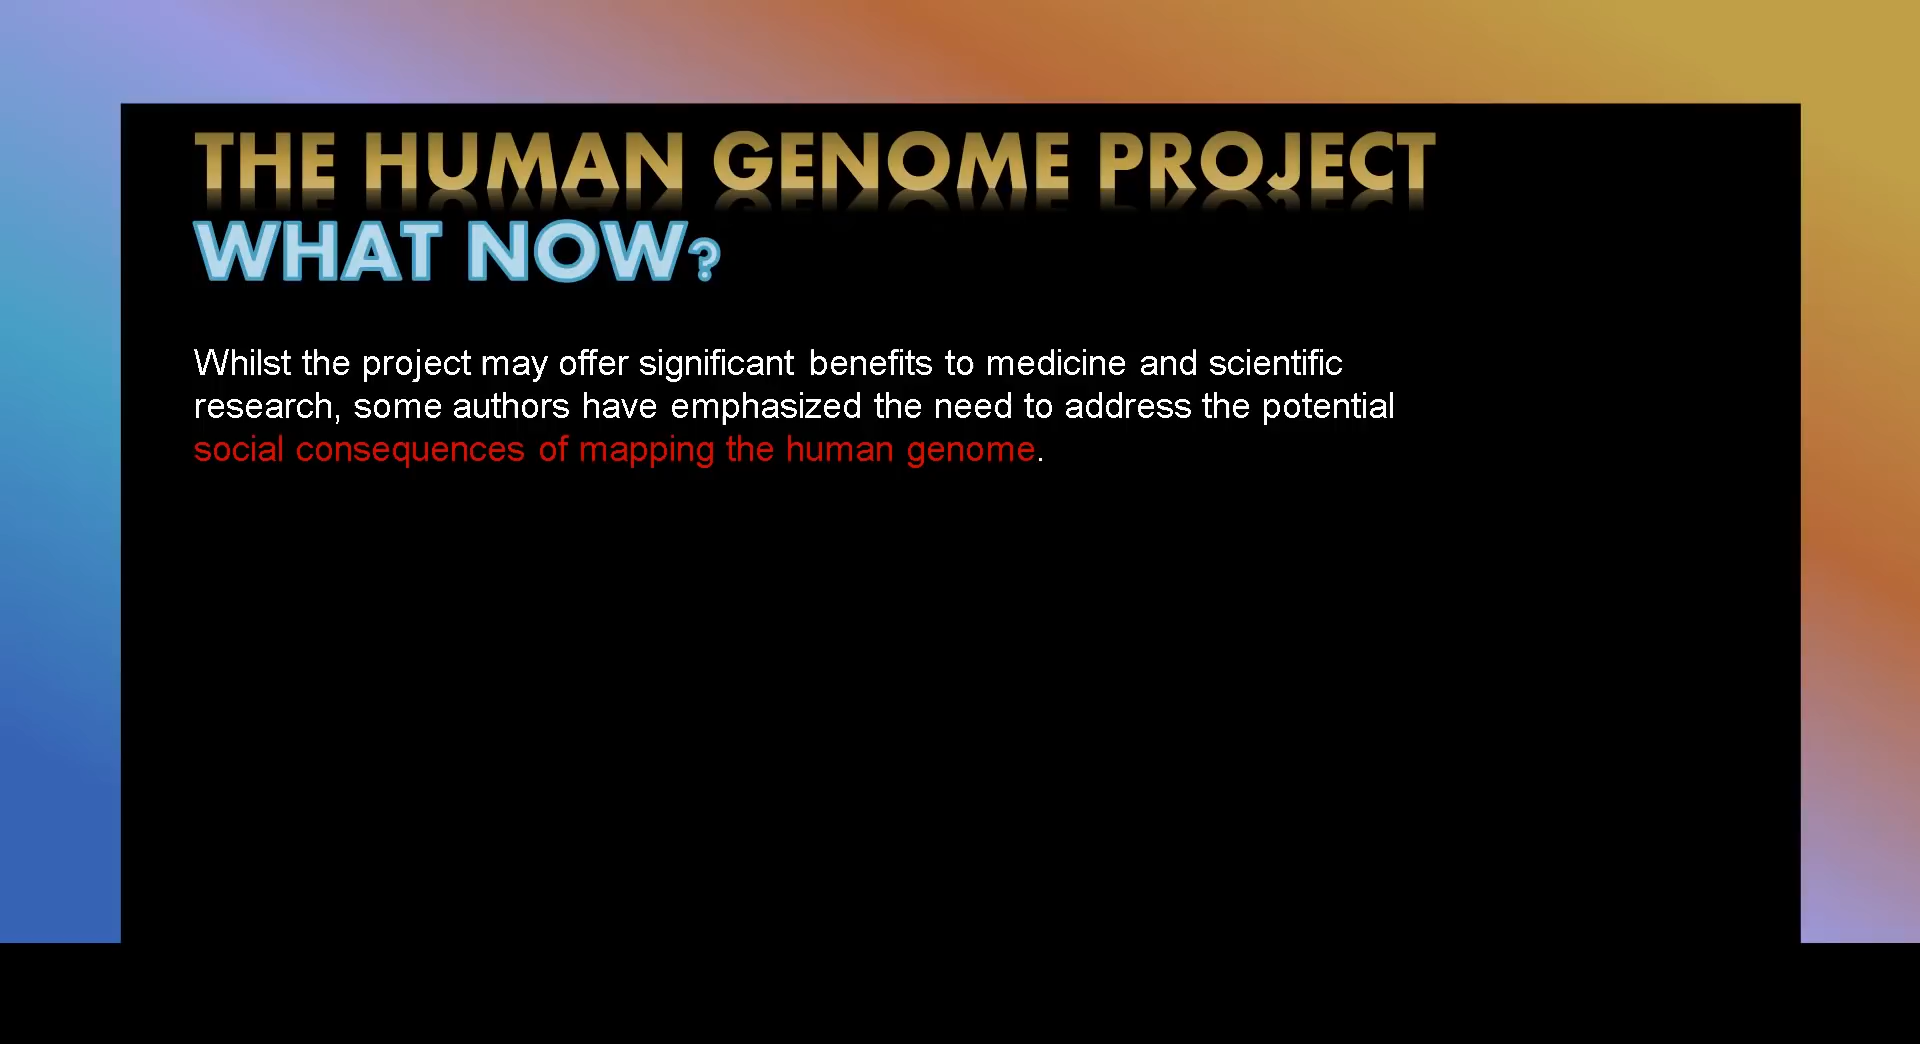 THE HUMAN GENOME PROJECT
WHAT NOW?
Whilst the project may offer significant benefits to medicine and scientific
research, some authors have emphasized the need to address the potential
social consequences of mapping the human genome.